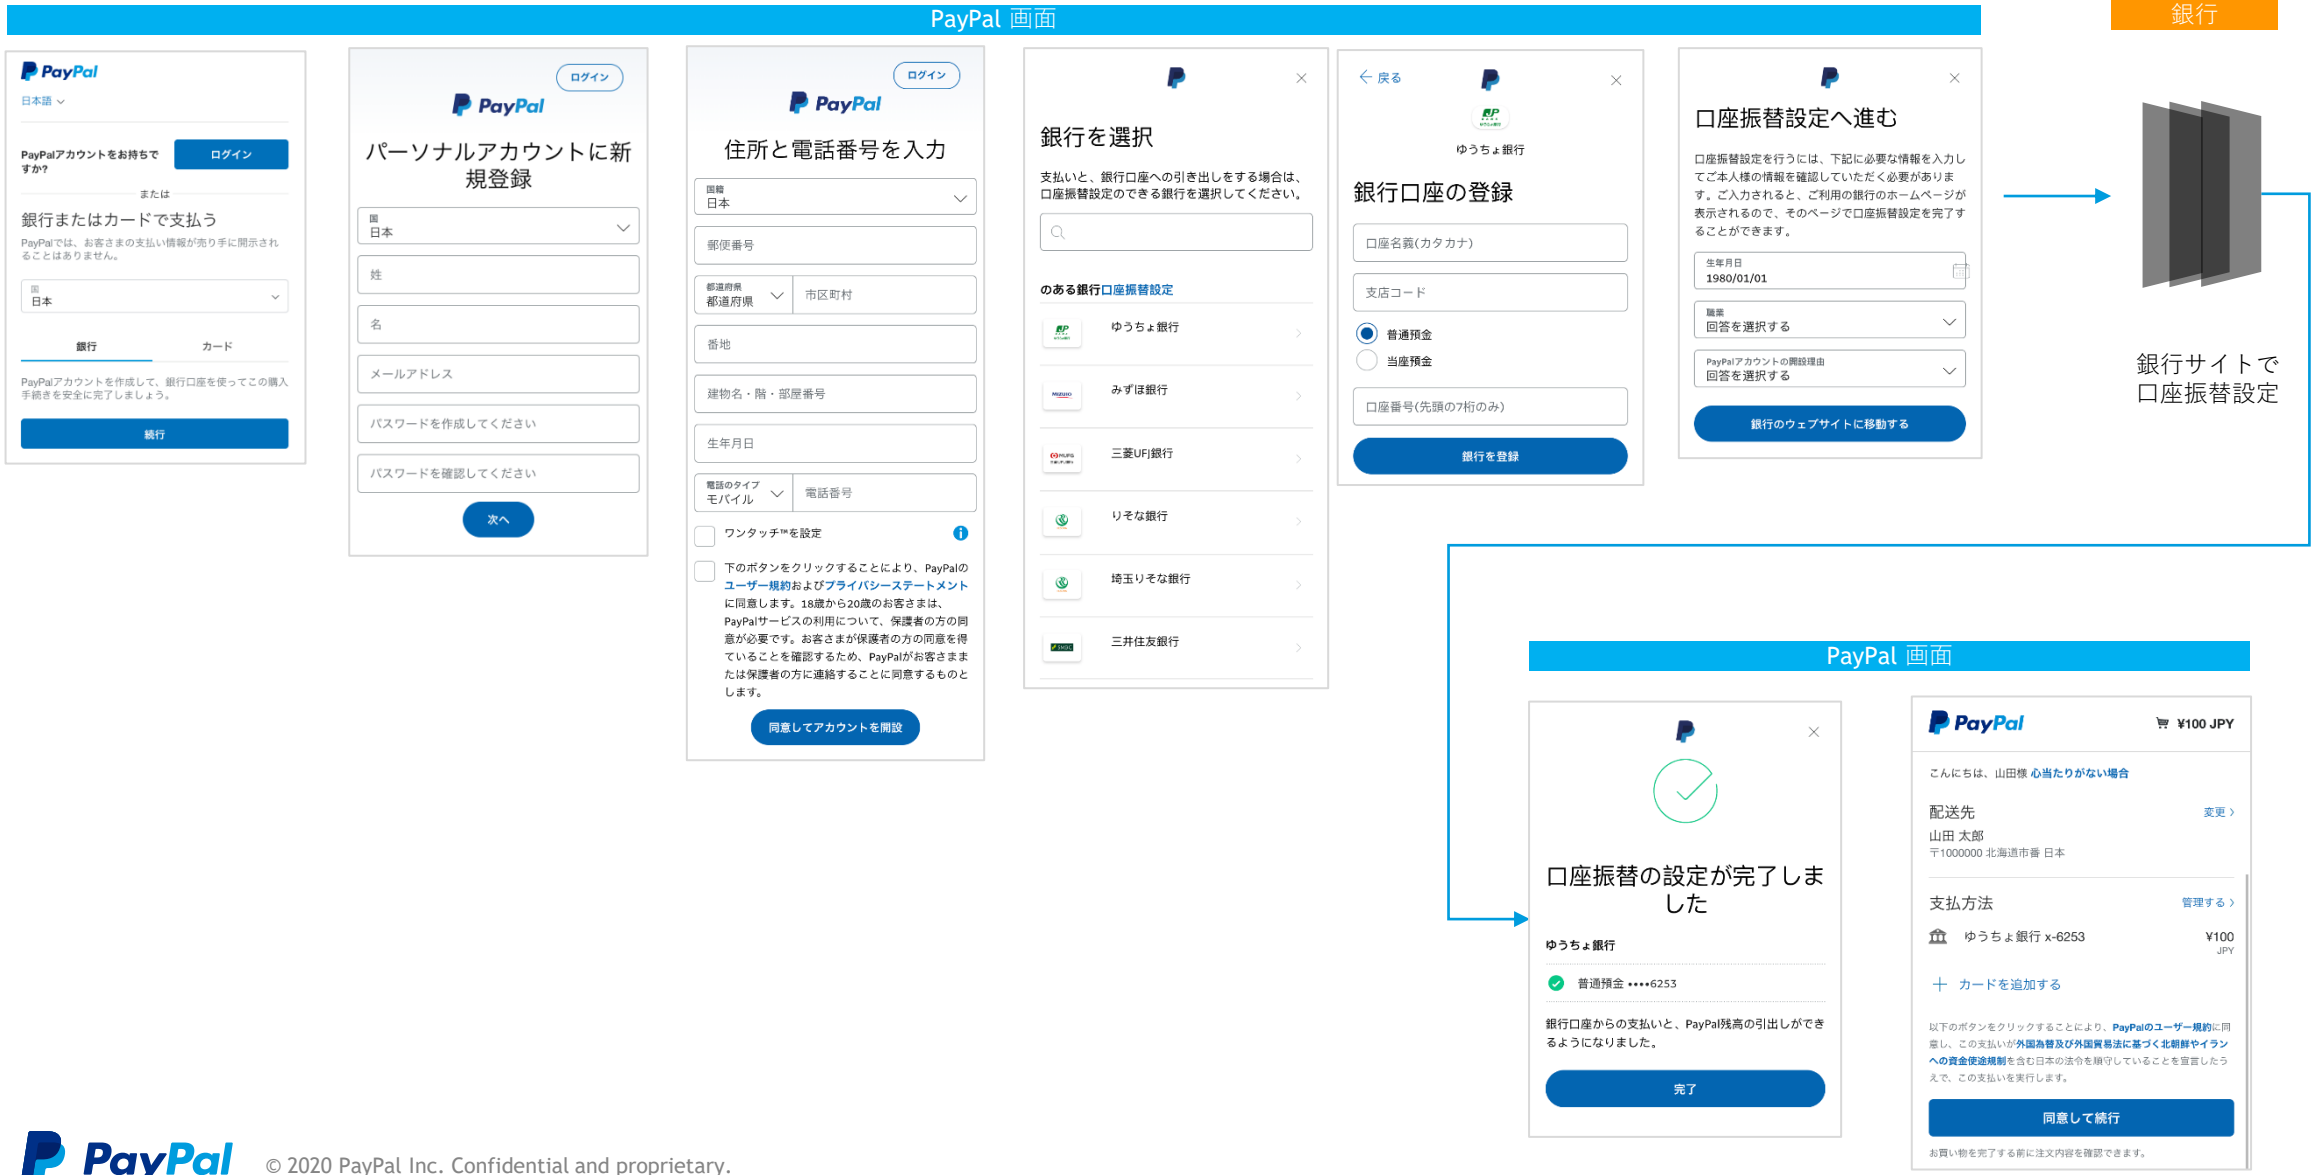 PayPal 画面
銀行
PayPal
日本語
PayPalアカウントをお持ちで
すか?
ログイン
または
銀行またはカードで支払う
PayPalでは、お客さまの支払い情報が売り手に開示され
ることはありません。
国
日本
銀行
カード
PayPalアカウントを作成して、銀行口座を使ってこの購入
手続きを安全に完了しましょう。
続行
ログイン
PayPal
パーソナルアカウントに新
規登録
国
日本
姓
名
メールアドレス
パスワードを作成してください
パスワードを確認してください
次へ
ログイン
PayPal
住所と電話番号を入力
国籍
日本
郵便番号
都道府県
都道府県
市区町村
番地
建物名・階・部屋番号
生年月日
電話のタイプ
モバイル
電話番号
ワンタッチ™を設定
下のボタンをクリックすることにより、PayPalの
ユーザー規約およびプライバシーステートメント
に同意します。18歳から20歳のお客さまは、
PayPalサービスの利用について、保護者の方の同
意が必要です。お客さまが保護者の方の同意を得
ていることを確認するため、PayPalがお客さまま
たは保護者の方に連絡することに同意するものと
します。
同意してアカウントを開設
銀行を選択
支払いと、銀行口座への引き出しをする場合は、
口座振替設定のできる銀行を選択してください。
のある銀行口座振替設定
ゆうちょ銀行
みずほ銀行
三菱UFJ銀行
りそな銀行
埼玉りそな銀行
三井住友銀行
戻る
ゆうちょ銀行
銀行口座の登録
口座名義(カタカナ)
支店コード
普通預金
当座預金
口座番号(先頭の7桁のみ)
銀行を登録
口座振替設定へ進む
口座振替設定を行うには、下記に必要な情報を入力し
てご本人様の情報を確認していただく必要がありま
す。ご入力されると、ご利用の銀行のホームページが
表示されるので、そのページで口座振替設定を完了す
ることができます。
生年月日
1980/01/01
職業
回答を選択する
PayPalアカウントの開設理由
回答を選択する
銀行のウェブサイトに移動する
銀行サイトで
口座振替設定
PayPal 画面
口座振替の設定が完了しま
した
ゆうちょ銀行
普通預金 ••••6253
銀行口座からの支払いと、PayPal残高の引出しができ
るようになりました。
完了
PayPal
¥100 JPY
こんにちは、山田様 心当たりがない場合
配送先
変更
山田 太郎
〒1000000 北海道市番 日本
支払方法
管理する
ゆうちょ銀行 x-6253
¥100
JPY
カードを追加する
以下のボタンをクリックすることにより、PayPalのユーザー規約に同
意し、この支払いが外国為替及び外国貿易法に基づく北朝鮮やイラン
への資金使途規制を含む日本の法令を順守していることを宣言したう
えで、この支払いを実行します。
同意して続行
お買い物を完了する前に注文内容を確認できます。
PayPal
© 2020 PayPal Inc. Confidential and proprietary.